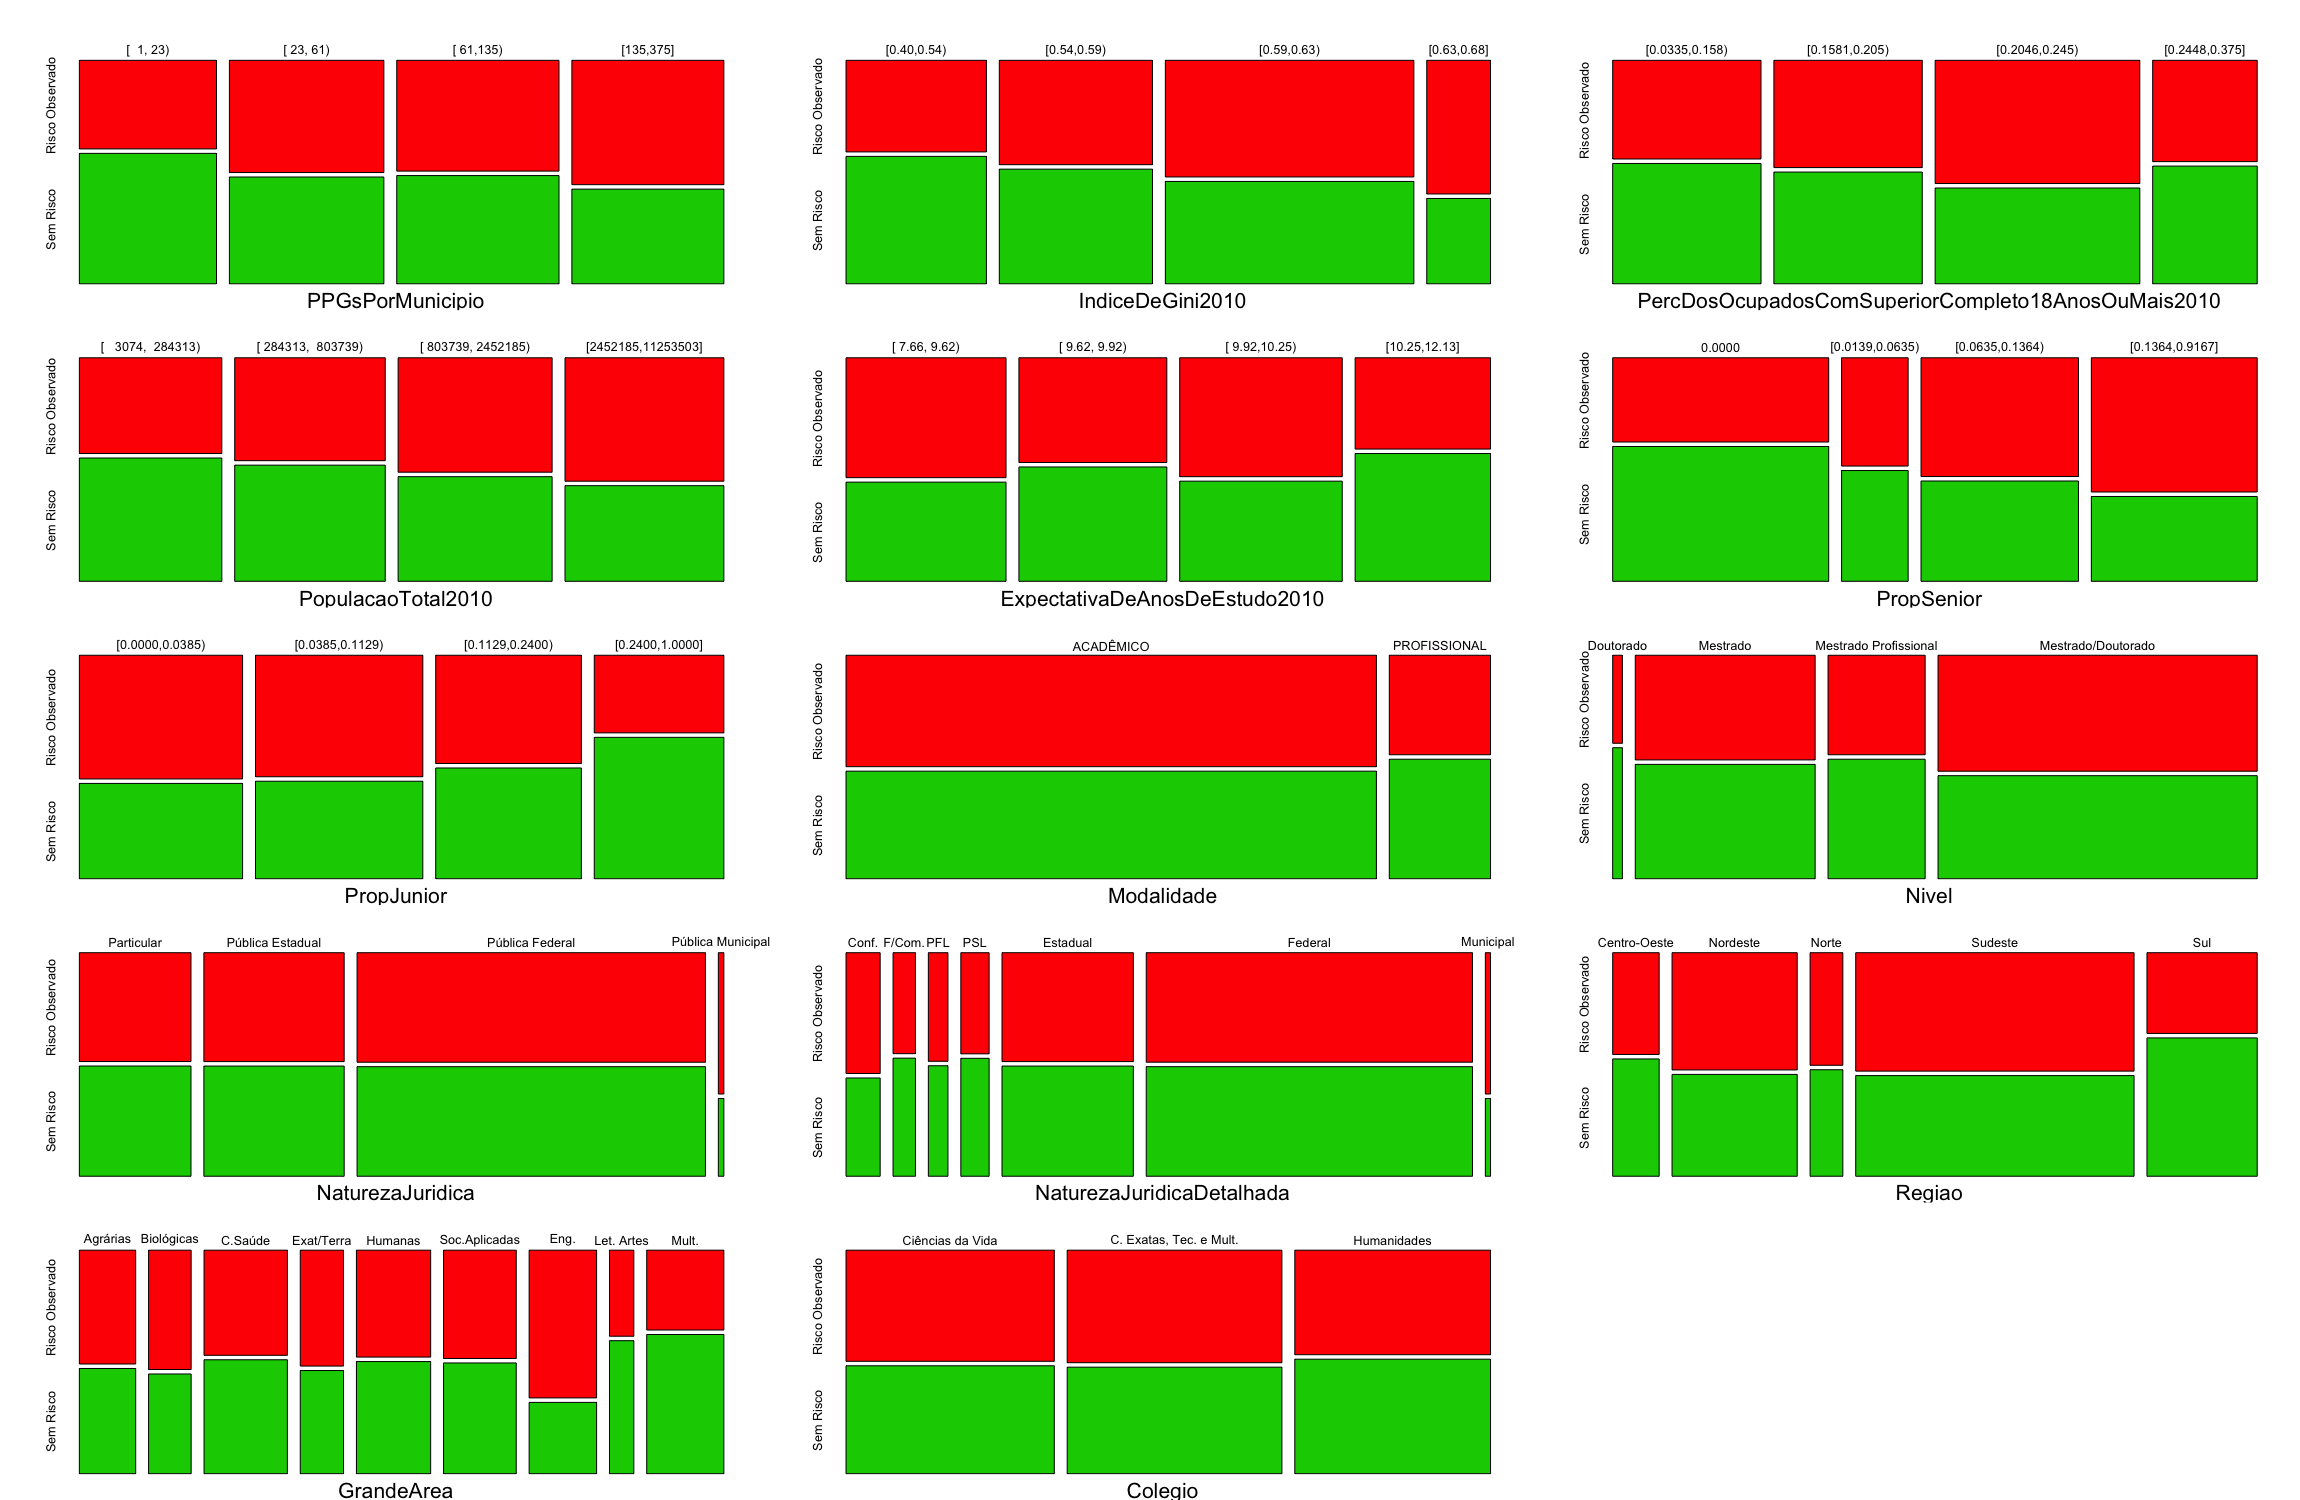 [  1, 23) [ 23, 61) [ 61,135) [135,375]
Risco Observado
Sem Risco
PPGsPorMunicipio
[0.40,0.54) [0.54,0.59) [0.59,0.63) [0.63,0.68]
Risco Observado
Sem Risco
IndiceDeGini2010
[0.0335,0.158) [0.1581,0.205) [0.2046,0.245) [0.2448,0.375]
Risco Observado
Sem Risco
PercDosOcupadosComSuperiorCompleto18AnosOuMais2010
[   3074,  284313) [ 284313,  803739) [ 803739, 2452185) [2452185,11253503]
Risco Observado
Sem Risco
PopulacaoTotal2010
[ 7.66, 9.62) [ 9.62, 9.92) [ 9.92,10.25) [10.25,12.13]
Risco Observado
Sem Risco
ExpectativaDeAnosDeEstudo2010
0.0000 [0.0139,0.0635) [0.0635,0.1364) [0.1364,0.9167]
Risco Observado
Sem Risco
PropSenior
[0.0000,0.0385) [0.0385,0.1129) [0.1129,0.2400) [0.2400,1.0000]
Risco Observado
Sem Risco
PropJunior
ACADÊMICO PROFISSIONAL
Risco Observado
Sem Risco
Modalidade
Doutorado Mestrado Mestrado Profissional Mestrado/Doutorado
Risco Observado
Sem Risco
Nivel
Particular Pública Estadual Pública Federal Pública Municipal
Risco Observado
Sem Risco
NaturezaJuridica
Conf. F/Com. PFL PSL Estadual Federal Municipal
Risco Observado
Sem Risco
NaturezaJuridicaDetalhada
Centro-Oeste Nordeste Norte Sudeste Sul
Risco Observado
Sem Risco
Regiao
Agrárias Biológicas C.Saúde Exat/Terra Humanas Soc.Aplicadas Eng. Let. Artes Mult.
Risco Observado
Sem Risco
GrandeArea
Ciências da Vida C. Exatas, Tec. e Mult. Humanidades
Risco Observado
Sem Risco
Colegio